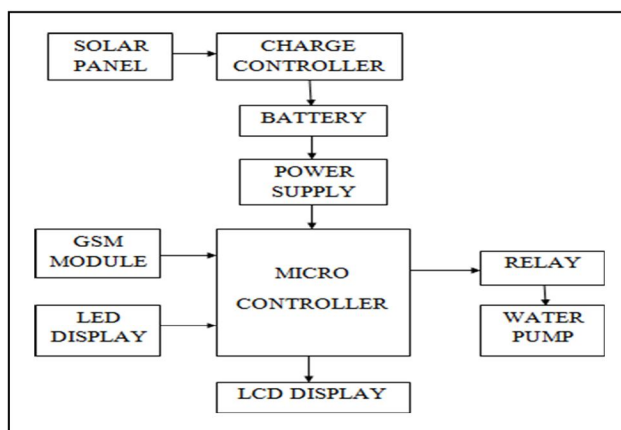 SOLAR
PANEL
CHARGE
CONTROLLER
BATTERY
POWER
SUPPLY
GSM
MODULE
MICRO
CONTROLLER
RELAY
LED
DISPLAY
WATER
PUMP
LCD DISPLAY